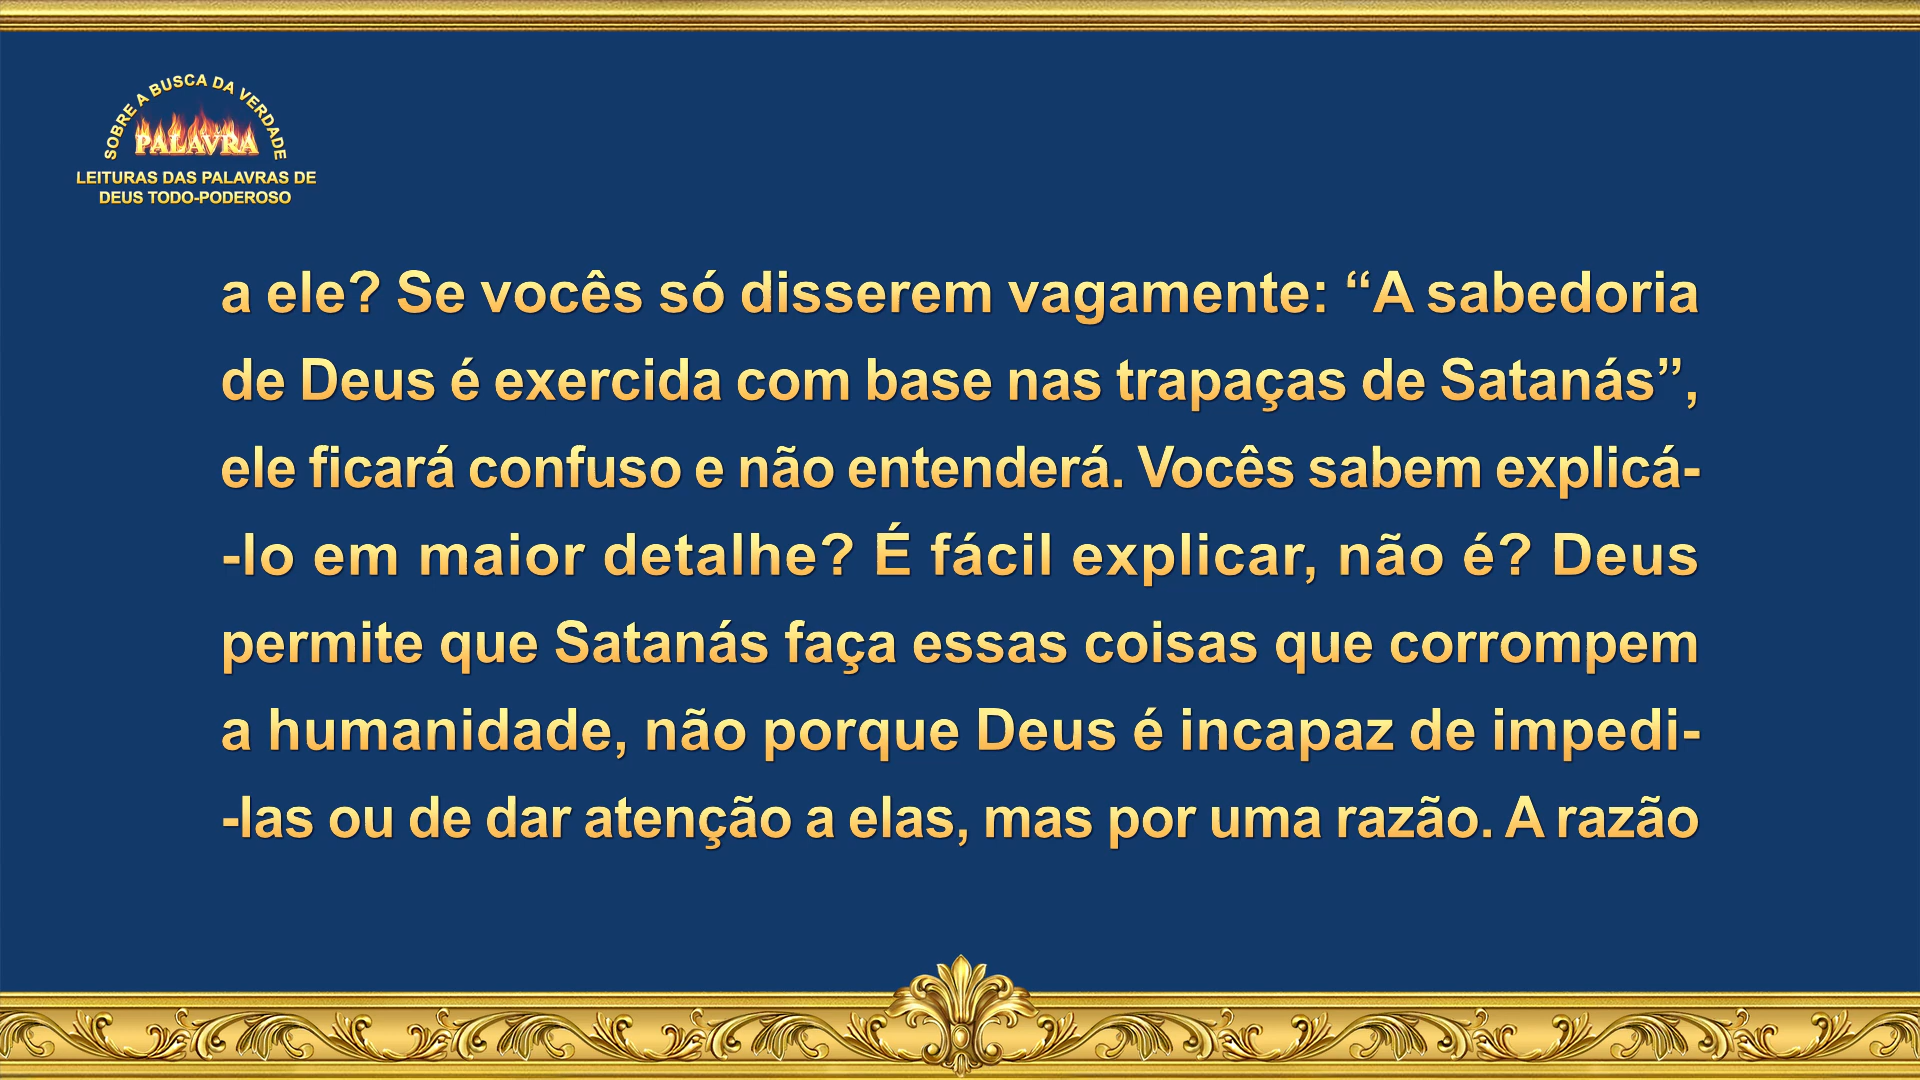 SOBRE A BUSCA DA VERDADE
PALAVRA
LEITURAS DAS PALAVRAS DE
DEUS TODO-PODEROSO
a ele? Se vocês só disserem vagamente: “A sabedoria
de Deus é exercida com base nas trapaças de Satanás”,
ele ficará confuso e não entenderá. Vocês sabem explicá-
-lo em maior detalhe? É fácil explicar, não é? Deus
permite que Satanás faça essas coisas que corrompem
a humanidade, não porque Deus é incapaz de impedi-
-las ou de dar atenção a elas, mas por uma razão. A razão